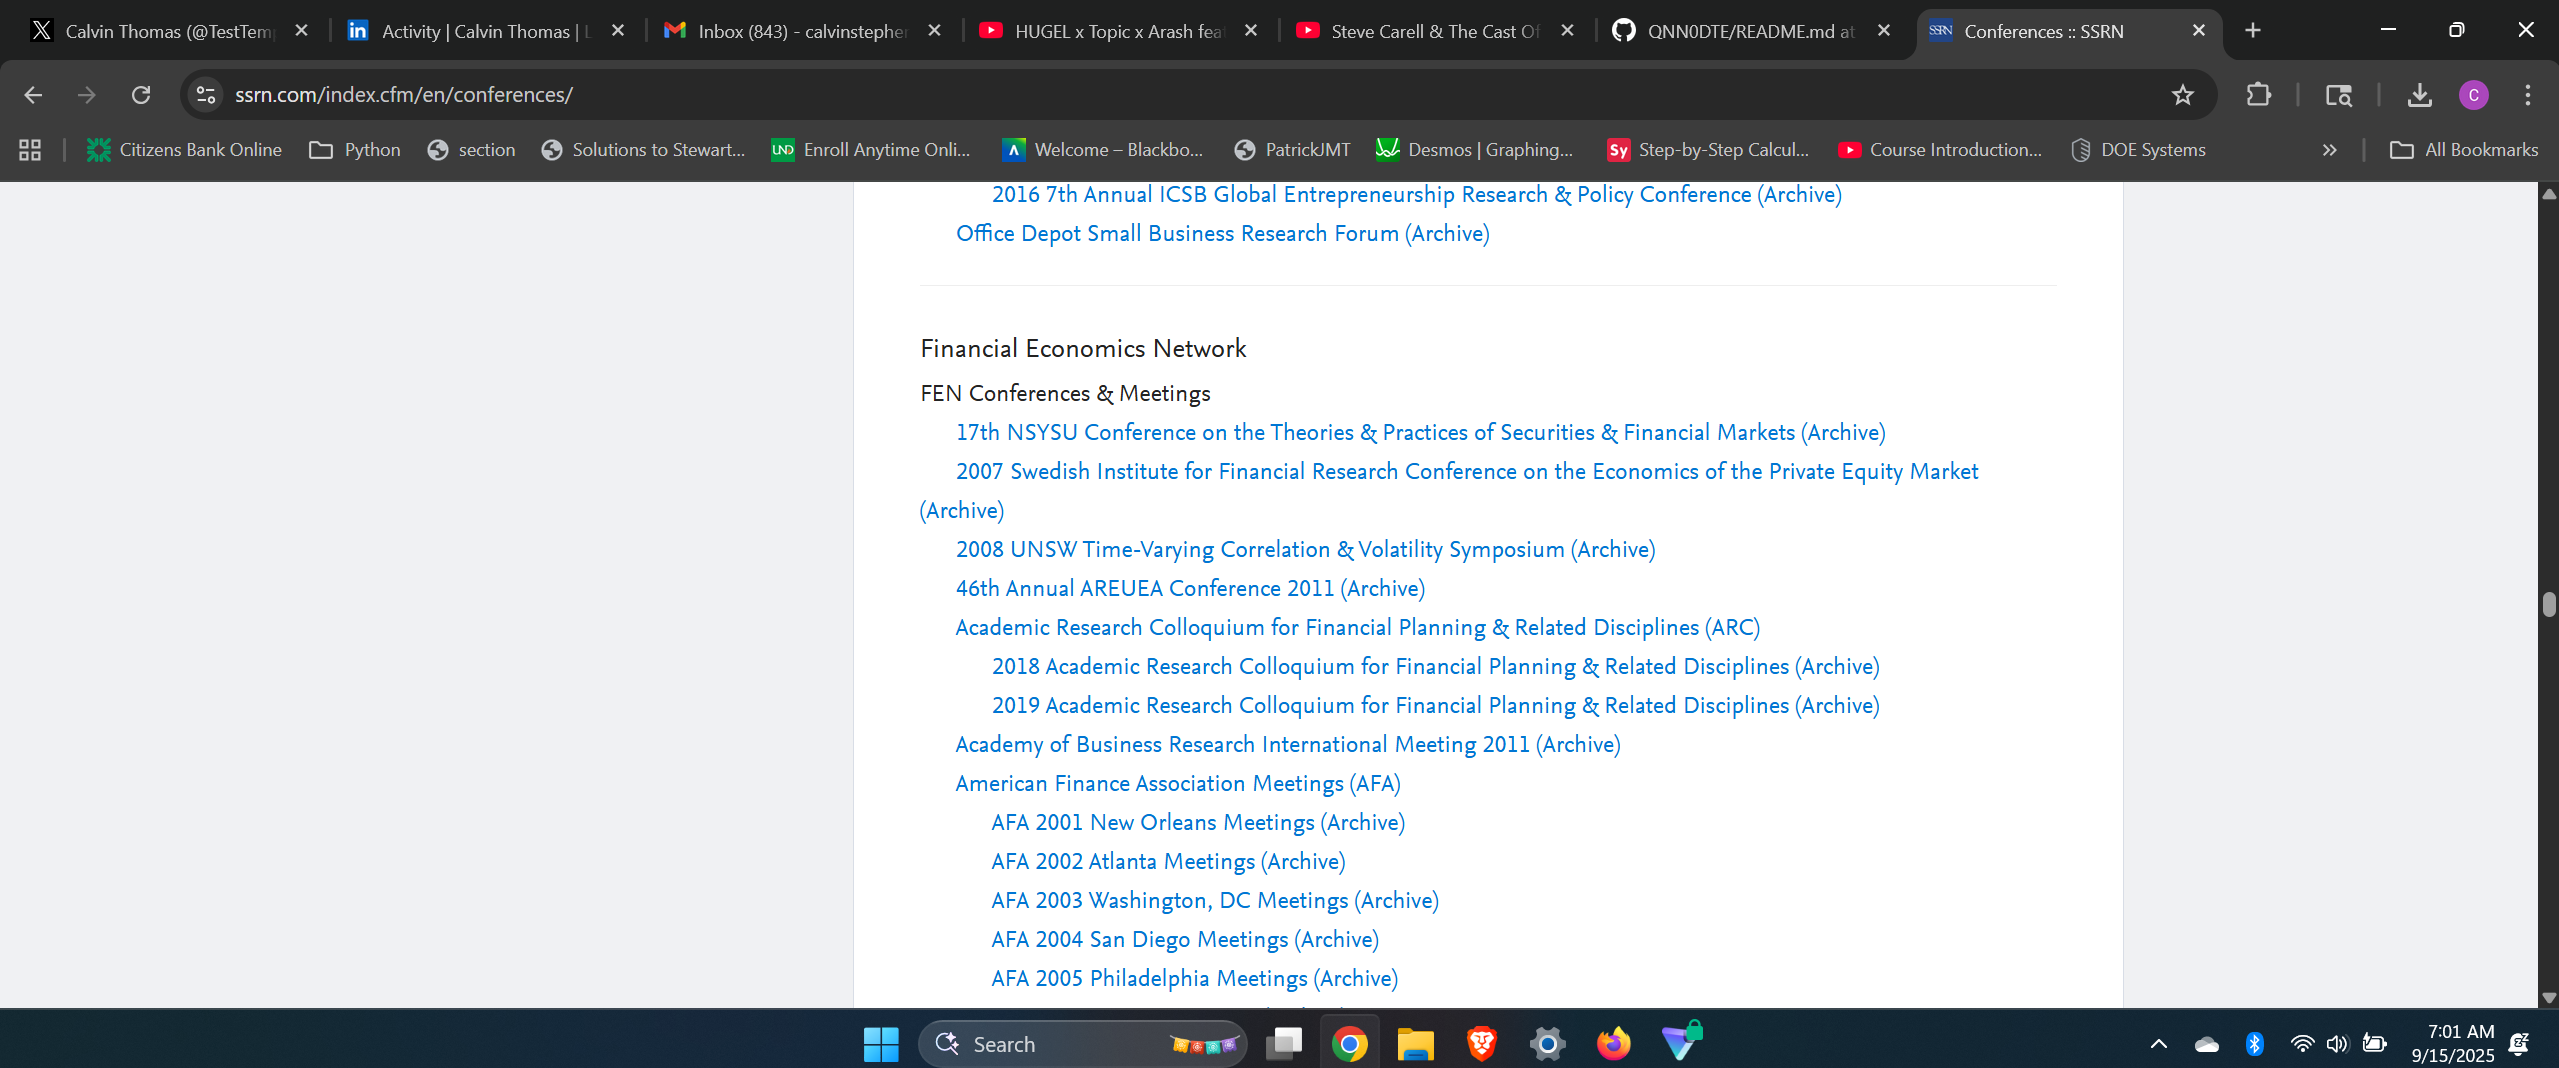 Calvin Thomas (@TestTem
Activity | Calvin Thomas | L
Inbox (843) - calvinstepher
HUGEL x Topic x Arash feat
Steve Carell & The Cast Of
QNN0DTE/README.md at
SSRN Conferences :: SSRN
ssrn.com/index.cfm/en/conferences/
C
Citizens Bank Online
Python
section
Solutions to Stewart...
UND Enroll Anytime Onli...
Welcome – Blackbo...
PatrickJMT
Desmos | Graphing...
Sy Step-by-Step Calcul...
Course Introduction...
DOE Systems
All Bookmarks
2016 7th Annual ICSB Global Entrepreneurship Research & Policy Conference (Archive)
Office Depot Small Business Research Forum (Archive)
Financial Economics Network
FEN Conferences & Meetings
17th NSYSU Conference on the Theories & Practices of Securities & Financial Markets (Archive)
2007 Swedish Institute for Financial Research Conference on the Economics of the Private Equity Market
(Archive)
2008 UNSW Time-Varying Correlation & Volatility Symposium (Archive)
46th Annual AREUEA Conference 2011 (Archive)
Academic Research Colloquium for Financial Planning & Related Disciplines (ARC)
2018 Academic Research Colloquium for Financial Planning & Related Disciplines (Archive)
2019 Academic Research Colloquium for Financial Planning & Related Disciplines (Archive)
Academy of Business Research International Meeting 2011 (Archive)
American Finance Association Meetings (AFA)
AFA 2001 New Orleans Meetings (Archive)
AFA 2002 Atlanta Meetings (Archive)
AFA 2003 Washington, DC Meetings (Archive)
AFA 2004 San Diego Meetings (Archive)
AFA 2005 Philadelphia Meetings (Archive)
Search
7:01 AM
9/15/2025